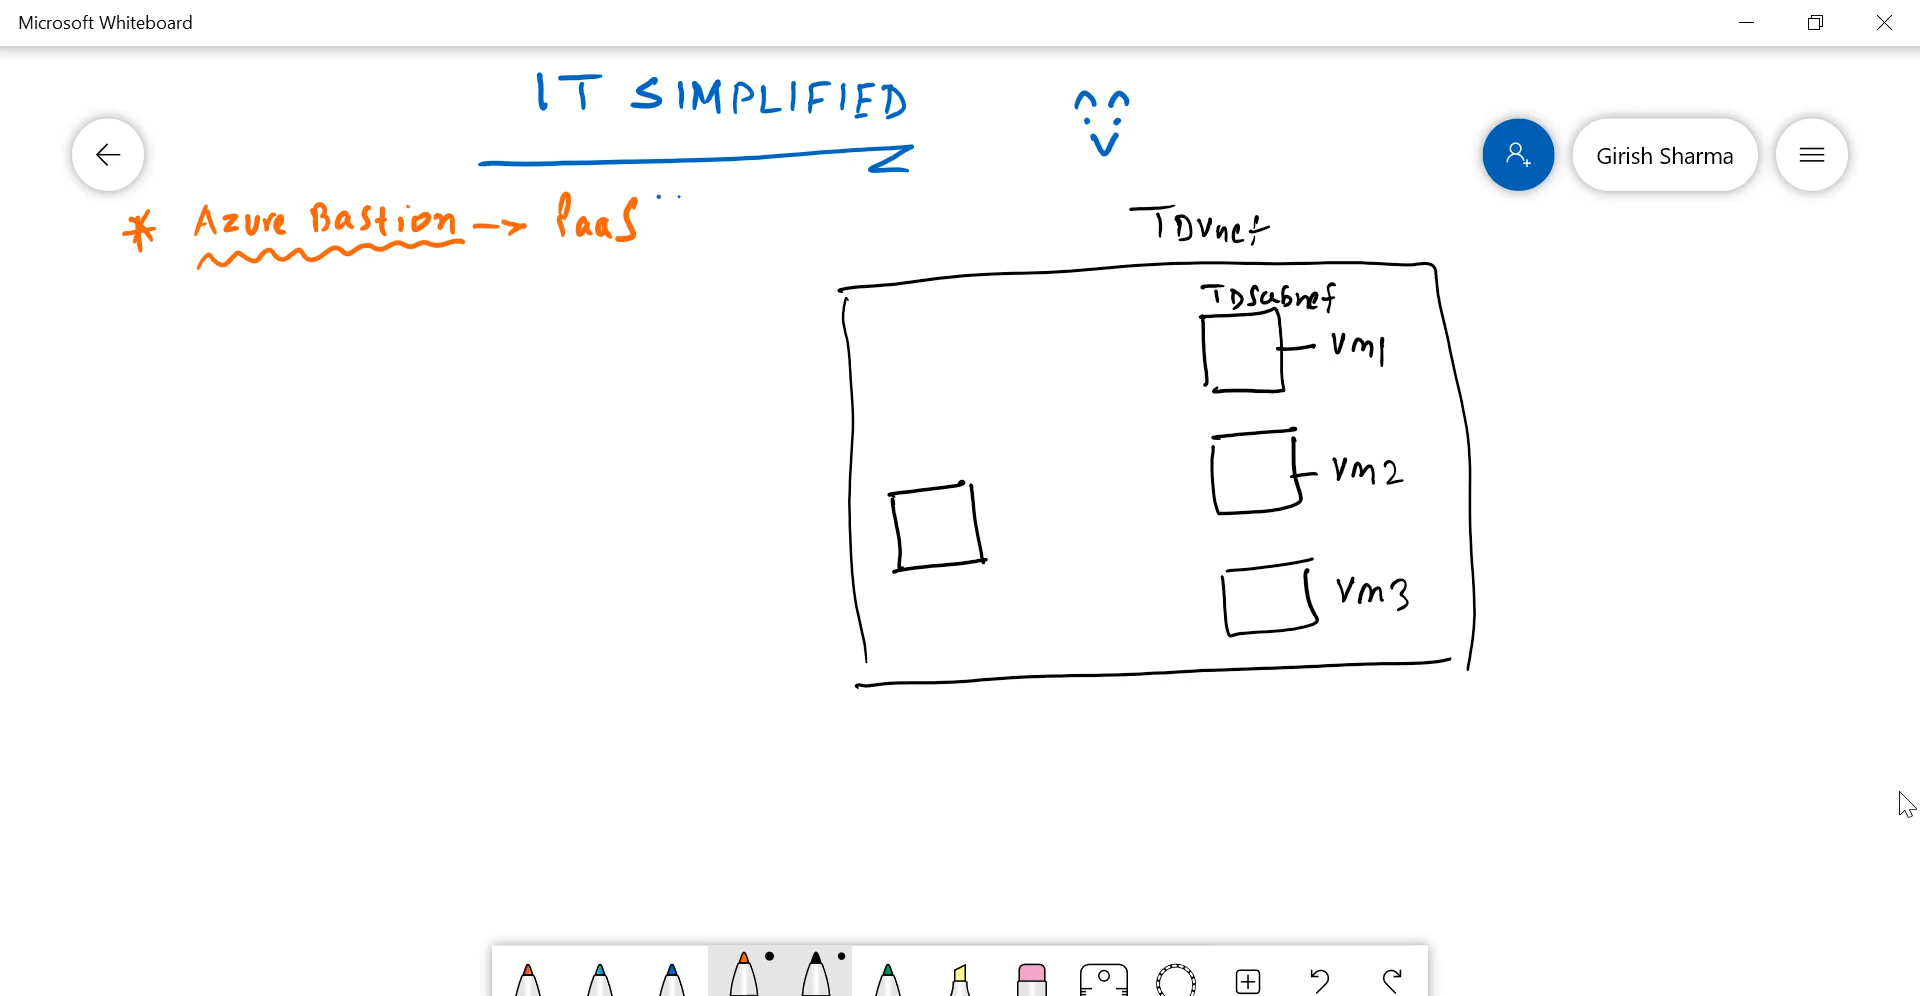 Microsoft Whiteboard
IT SIMPLIFIED
Girish Sharma
* Azure Bastion → PaaS
TDVnet
TDSubnet
Vm1
Vm2
Vm3